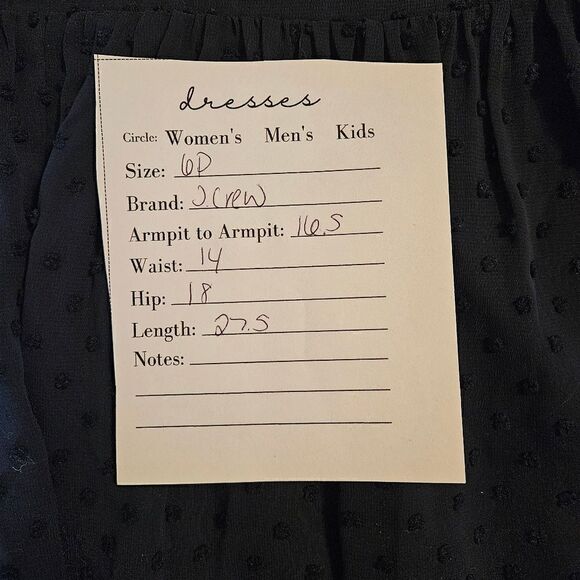 dresses
Circle: Women's Men's Kids
Size: 6P
Brand: J.Crew
Armpit to Armpit: 16.5
Waist: 14
Hip: 18
Length: 27.5
Notes: